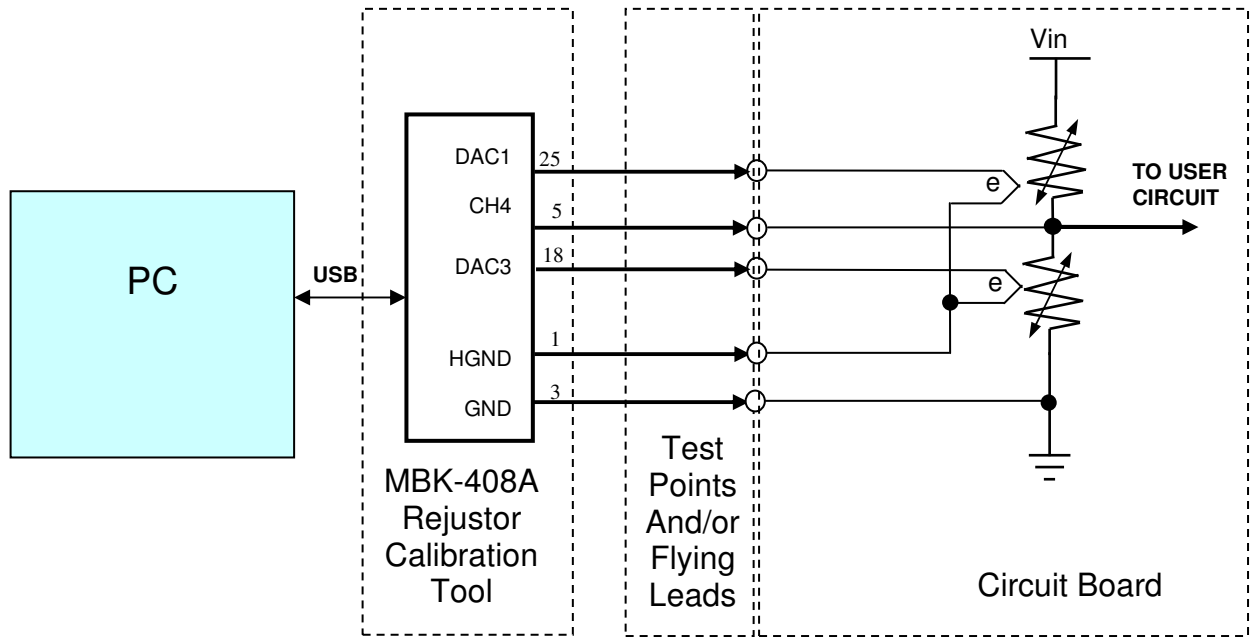 PC
USB
DAC1
25
CH4
5
DAC3
18
HGND
1
GND
3
MBK-408A
Rejustor
Calibration
Tool
Test
Points
And/or
Flying
Leads
Vin
e
e
TO USER
CIRCUIT
Circuit Board